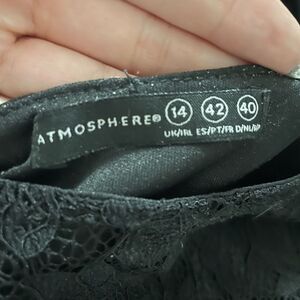 ATMOSPHERE® 14 42 40
UK/IRL ES/PT/FR D/NL/B